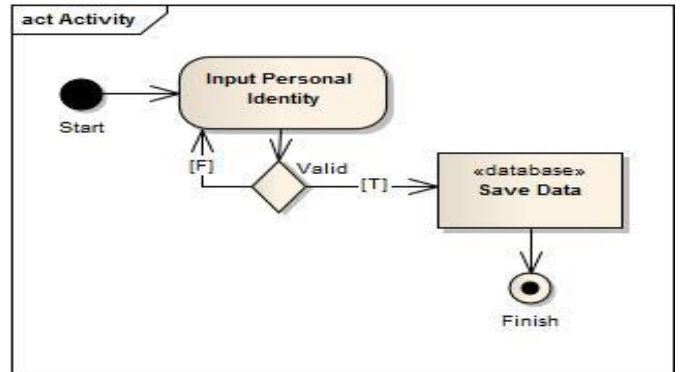 act Activity
Input Personal
Identity
Start
[F]
Valid
[T]
«database»
Save Data
Finish